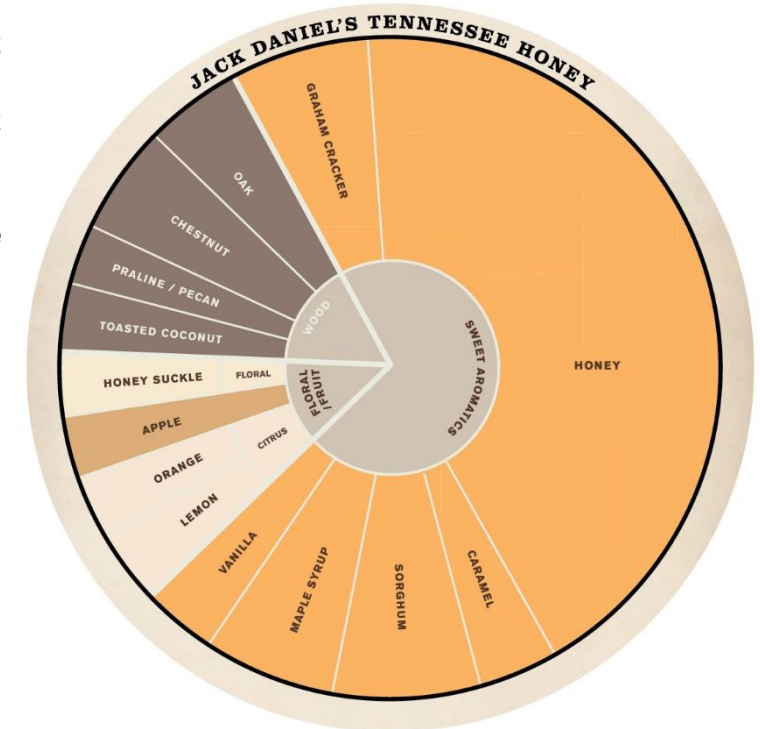 JACK DANIEL'S TENNESSEE HONEY
GRAHAM CRACKER
OAK
CHESTNUT
PRALINE / PECAN
TOASTED COCONUT
WOOD
HONEY SUCKLE
FLORAL
APPLE
FLORAL
/FRUIT
ORANGE
CITRUS
LEMON
VANILLA
MAPLE SYRUP
SORGHUM
CARAMEL
SWEET AROMATICS
HONEY